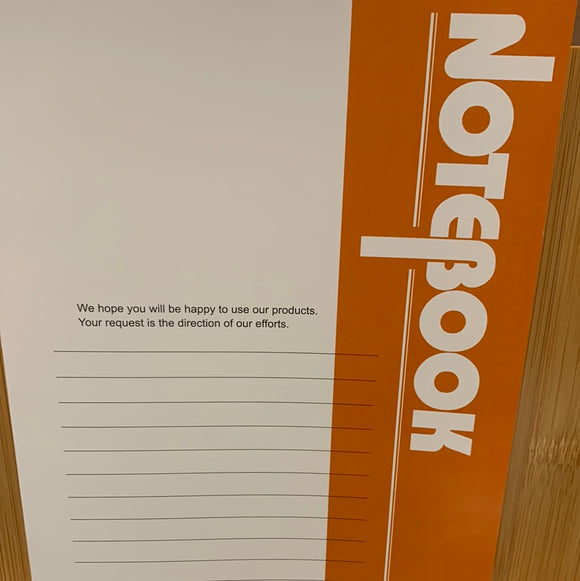 NOTEBOOK
We hope you will be happy to use our products.
Your request is the direction of our efforts.